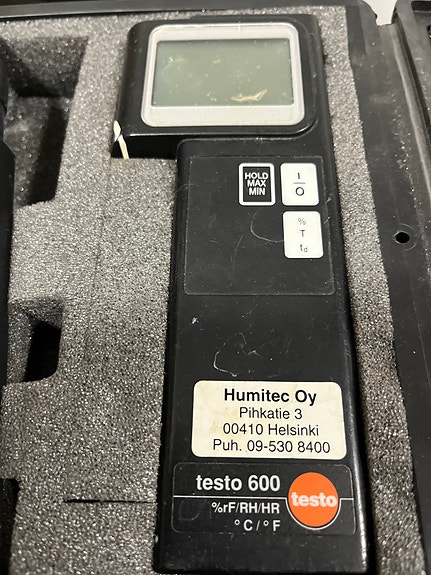 HOLD
MAX
MIN
I
O
%
T
td
Humitec Oy
Pihkatie 3
00410 Helsinki
Puh. 09-530 8400
testo 600
testo
%rF/RH/HR
°C/°F